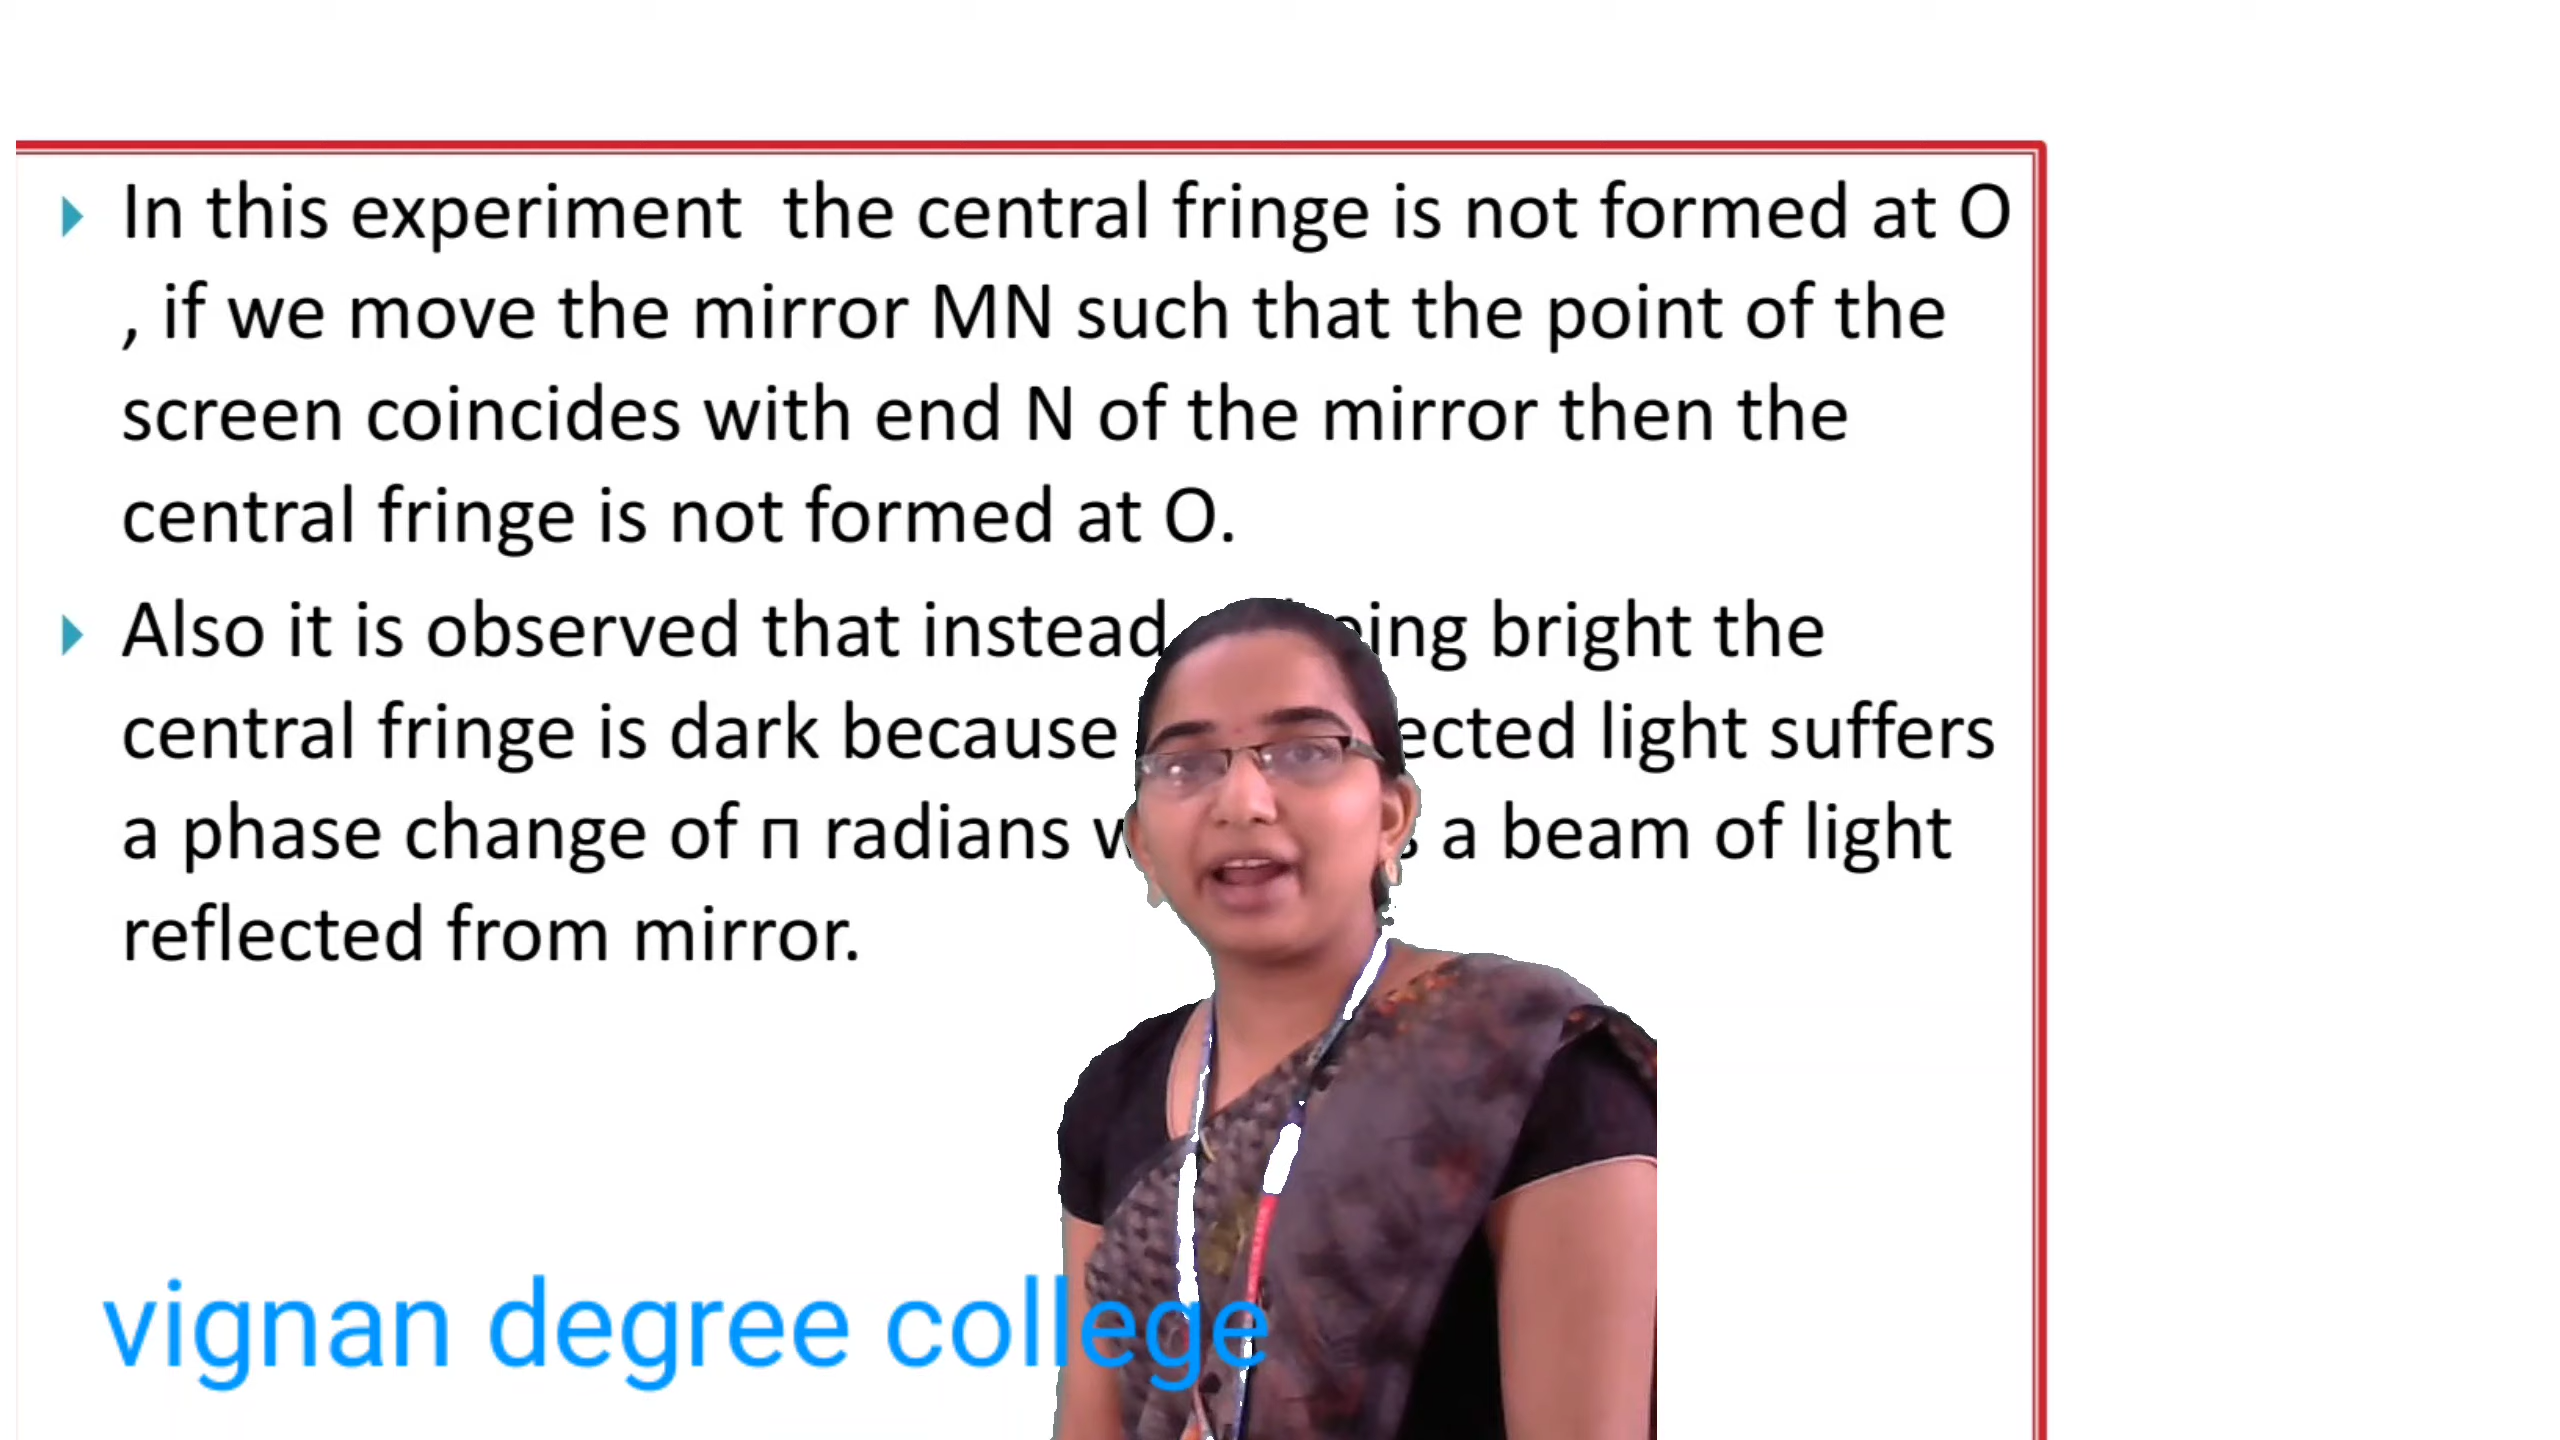 In this experiment the central fringe is not formed at O
, if we move the mirror MN such that the point of the
screen coincides with end N of the mirror then the
central fringe is not formed at O.
Also it is observed that instead bright the
central fringe is dark because light suffers
a phase change of π radians a beam of light
reflected from mirror.
vignan degree college